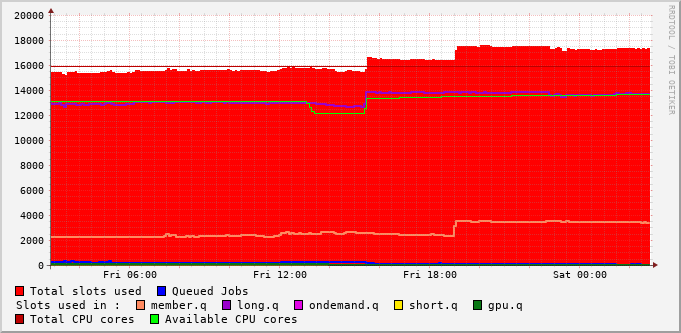 20000
18000
16000
14000
12000
10000
8000
6000
4000
2000
0
Fri 06:00 Fri 12:00 Fri 18:00 Sat 00:00
RRDTOOL / TOBI OETIKER
Total slots used Queued Jobs
Slots used in : member.q long.q ondemand.q short.q gpu.q
Total CPU cores Available CPU cores